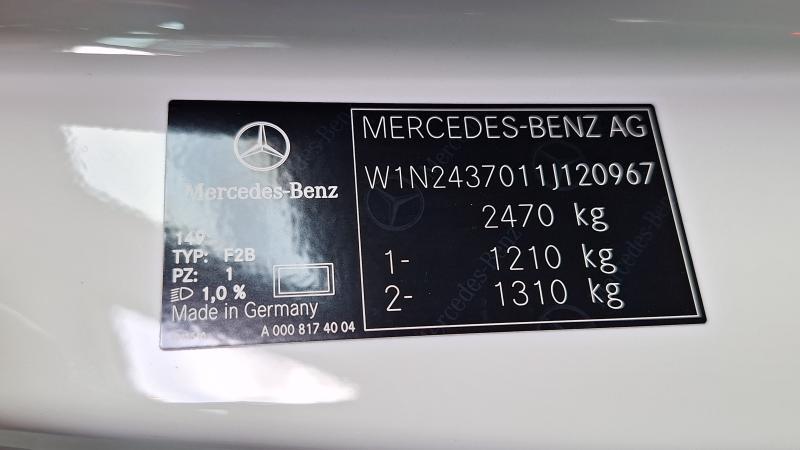 Mercedes-Benz
149
TYP: F2B
PZ: 1
1,0 %
Made in Germany
A 000 817 40 04
MERCEDES-BENZ AG
W1N2437011J120967
2470 kg
1- 1210 kg
2- 1310 kg